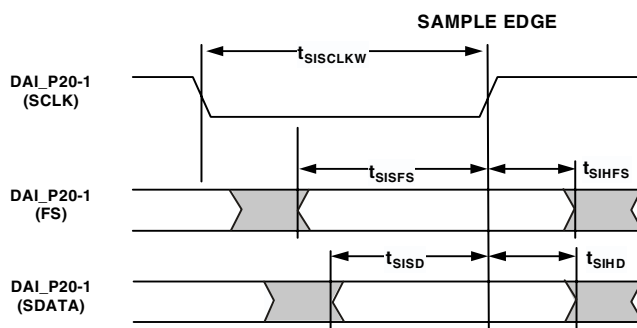 SAMPLE EDGE
tSISCLKW
DAI_P20-1
(SCLK)
tSISFS
tSIHFS
DAI_P20-1
(FS)
tSISD
tSIHD
DAI_P20-1
(SDATA)